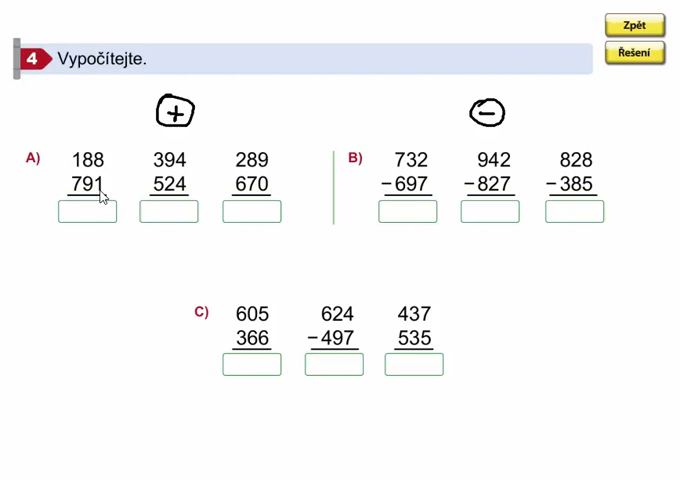 Zpět
4 Vypočítejte.
Řešení
+ −
A) 188 394 289 B) 732 942 828
791 524 670 −697 −827 −385
C) 605 624 437
366 −497 535